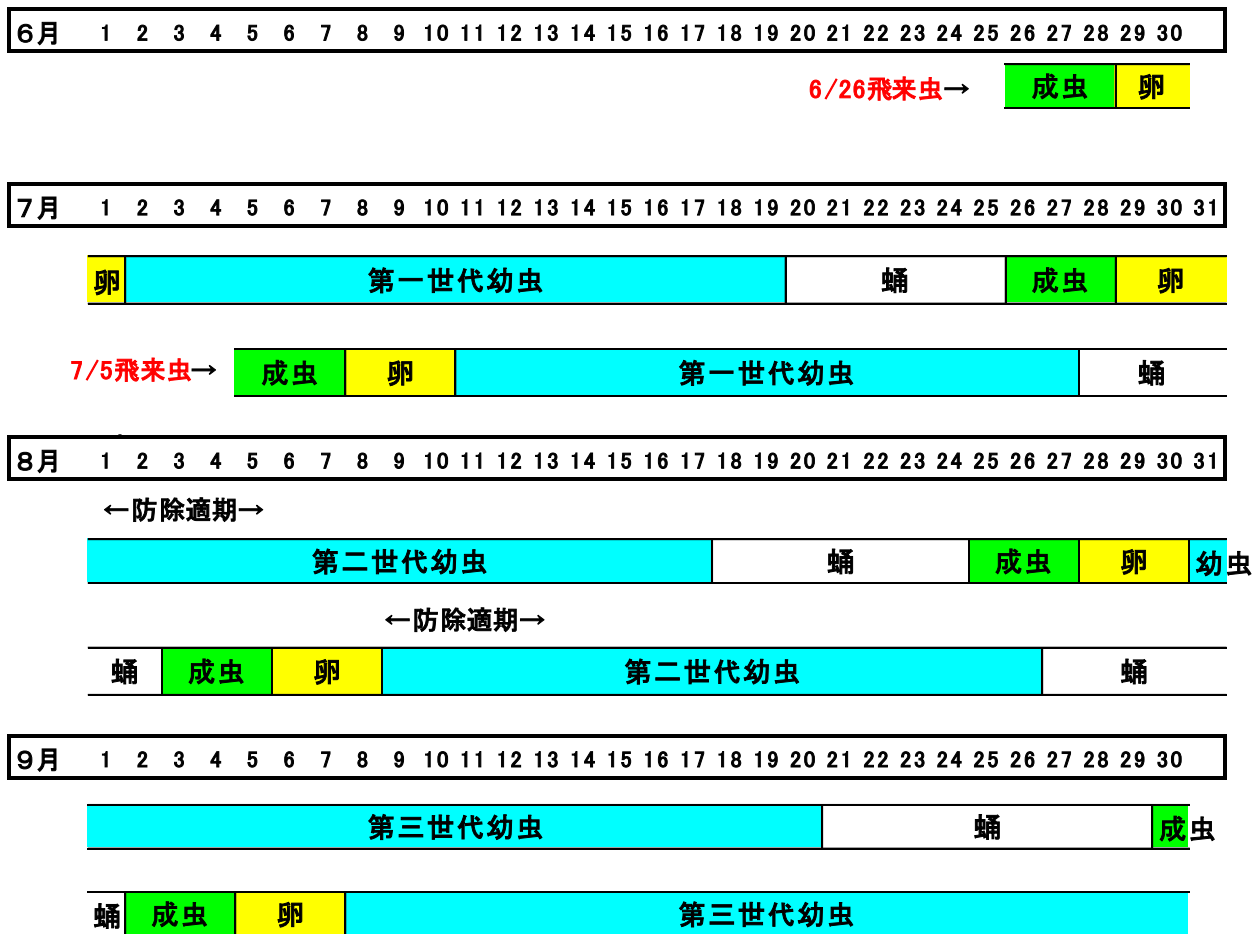 6月 1 2 3 4 5 6 7 8 9 10 11 12 13 14 15 16 17 18 19 20 21 22 23 24 25 26 27 28 29 30
6/26飛来虫→ 成虫 卵
7月 1 2 3 4 5 6 7 8 9 10 11 12 13 14 15 16 17 18 19 20 21 22 23 24 25 26 27 28 29 30 31
卵 第一世代幼虫 蛹 成虫 卵
7/5飛来虫→ 成虫 卵 第一世代幼虫 蛹
8月 1 2 3 4 5 6 7 8 9 10 11 12 13 14 15 16 17 18 19 20 21 22 23 24 25 26 27 28 29 30 31
←防除適期→
第二世代幼虫 蛹 成虫 卵 幼虫
←防除適期→
蛹 成虫 卵 第二世代幼虫 蛹
9月 1 2 3 4 5 6 7 8 9 10 11 12 13 14 15 16 17 18 19 20 21 22 23 24 25 26 27 28 29 30
第三世代幼虫 蛹 成虫
蛹 成虫 卵 第三世代幼虫